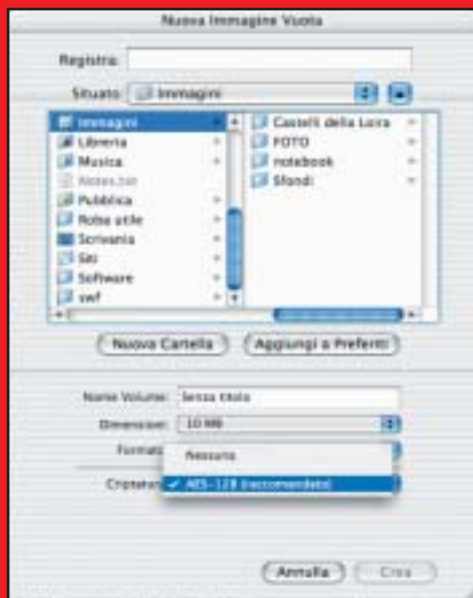 Nuova Immagine Vuota
Registra:
Situato: Immagini
Immagini
Libreria
Musica
Notes.txt
Pubblica
Roba utile
Scrivania
Siti
Software
swf
Castelli della Loira
FOTO
notebook
Sfondi
Nuova Cartella Aggiungi a Preferiti
Nome Volume: Senza titolo
Dimensioni: 10 MB
Formato:
Nessuna
Criptatura: ✓ AES-128 (raccomandato)
Annulla Crea